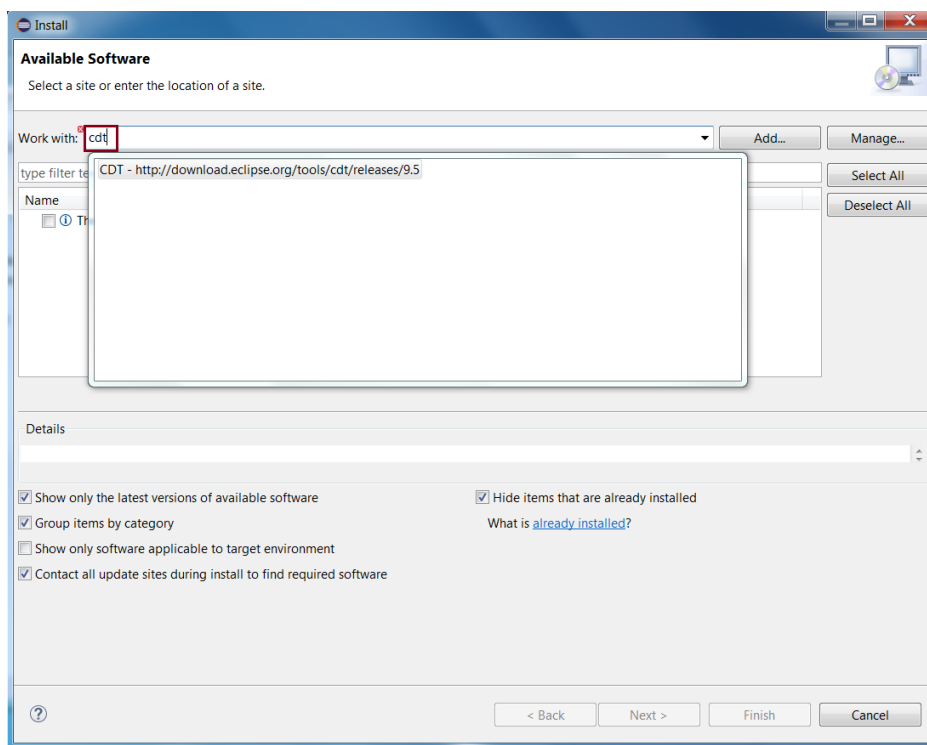 Install
Available Software
Select a site or enter the location of a site.
Work with: cdt Add... Manage...
CDT - http://download.eclipse.org/tools/cdt/releases/9.5
type filter te Select All
Name Deselect All
Th
Details
Show only the latest versions of available software Hide items that are already installed
Group items by category What is already installed?
Show only software applicable to target environment
Contact all update sites during install to find required software
? < Back Next > Finish Cancel